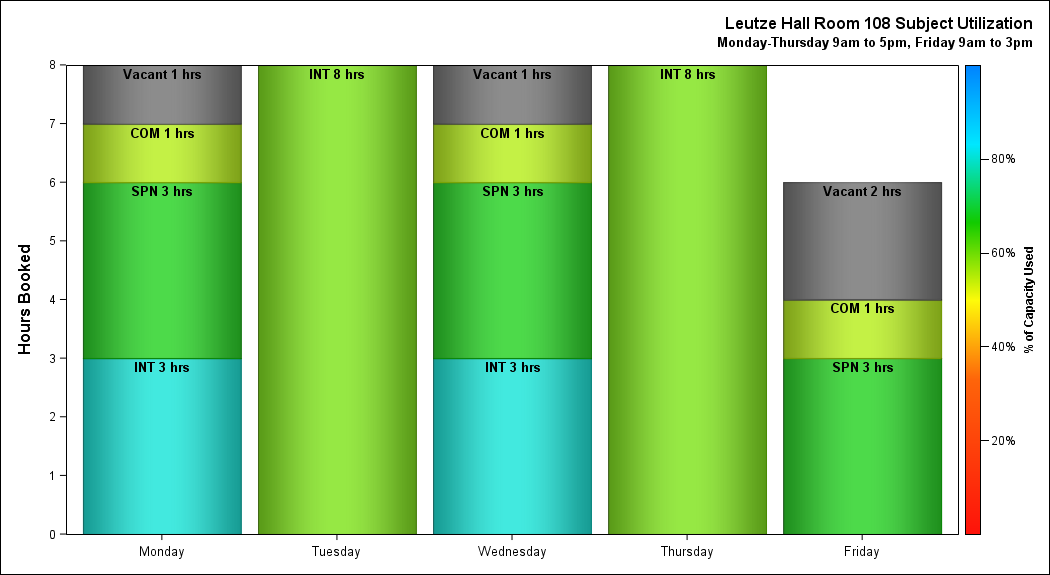 Leutze Hall Room 108 Subject Utilization
Monday-Thursday 9am to 5pm, Friday 9am to 3pm
Hours Booked
8
7
6
5
4
3
2
1
0
Vacant 1 hrs
COM 1 hrs
SPN 3 hrs
INT 3 hrs
INT 8 hrs
Vacant 1 hrs
COM 1 hrs
SPN 3 hrs
INT 3 hrs
INT 8 hrs
Vacant 2 hrs
COM 1 hrs
SPN 3 hrs
Monday
Tuesday
Wednesday
Thursday
Friday
80%
60%
40%
20%
% of Capacity Used